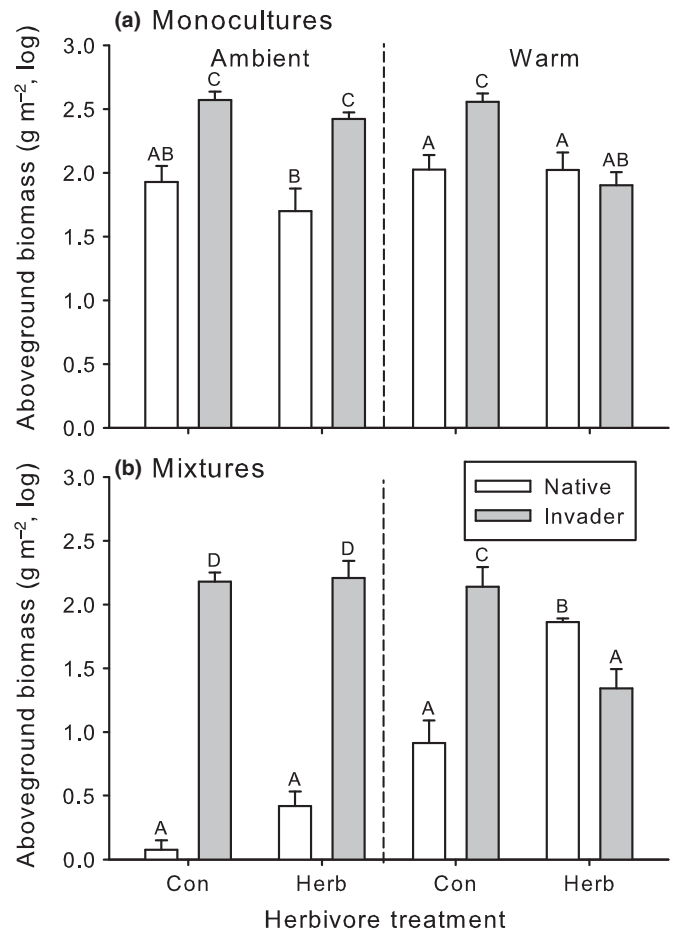 (a) Monocultures
Ambient
Warm
Aboveground biomass (g m⁻², log)
3.0
2.5
2.0
1.5
1.0
0.5
0.0
AB
C
B
C
A
C
A
AB
(b) Mixtures
Native
Invader
Aboveground biomass (g m⁻², log)
3.0
2.5
2.0
1.5
1.0
0.5
0.0
A
D
A
D
A
C
B
A
Con
Herb
Con
Herb
Herbivore treatment